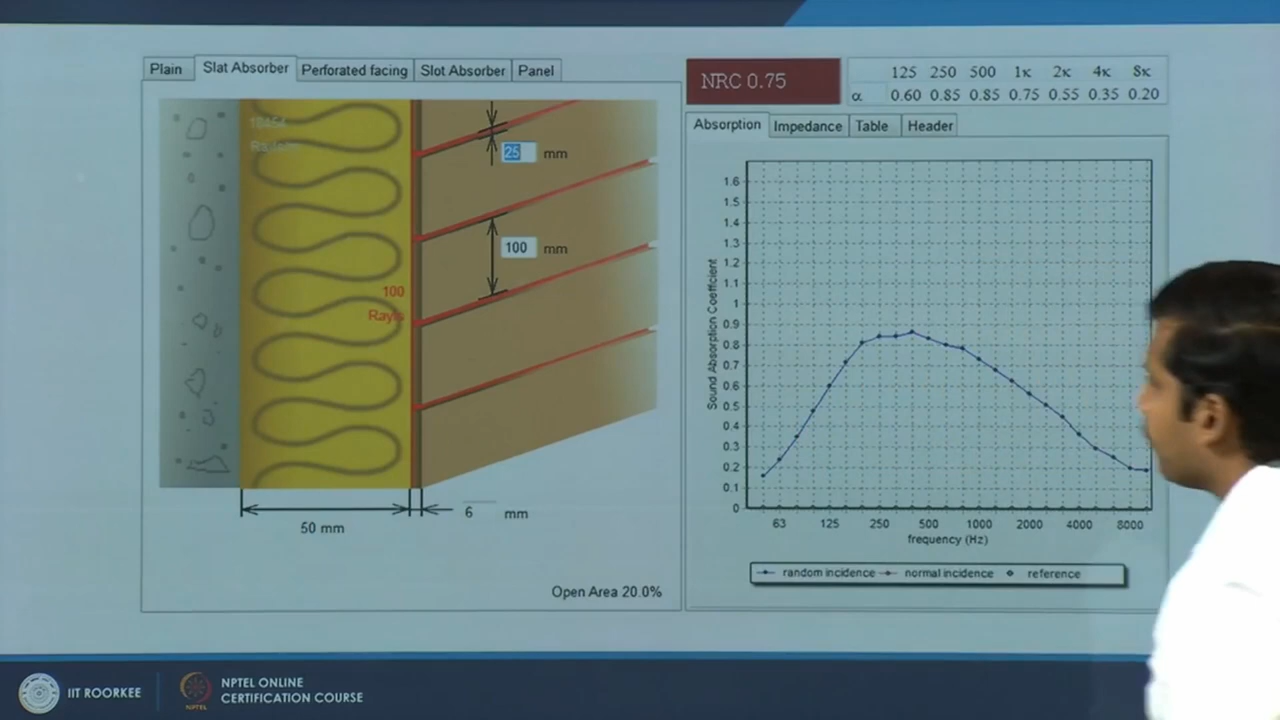 Plain Slat Absorber Perforated facing Slot Absorber Panel
25 mm
100 mm
100
Rayls
50 mm
6 mm
Open Area 20.0%
NRC 0.75
125 250 500 1K 2K 4K 8K
α 0.60 0.85 0.85 0.75 0.55 0.35 0.20
Absorption Impedance Table Header
Sound Absorption Coefficient
1.6
1.5
1.4
1.3
1.2
1.1
1
0.9
0.8
0.7
0.6
0.5
0.4
0.3
0.2
0.1
0
63 125 250 500 1000 2000 4000 8000
frequency (Hz)
random incidence normal incidence reference
IIT ROORKEE
NPTEL
NPTEL ONLINE
CERTIFICATION COURSE